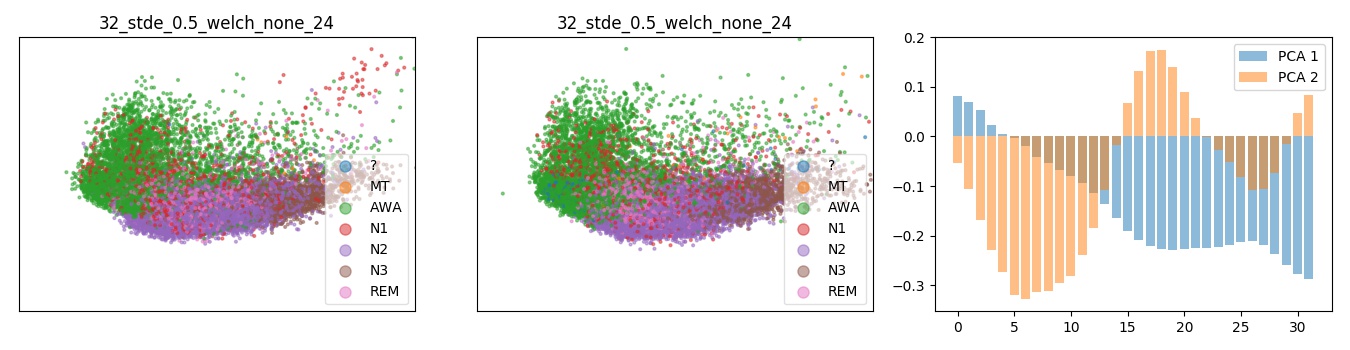 32_stde_0.5_welch_none_24
?
MT
AWA
N1
N2
N3
REM
32_stde_0.5_welch_none_24
?
MT
AWA
N1
N2
N3
REM
PCA 1
PCA 2
0.2
0.1
0.0
−0.1
−0.2
−0.3
0 5 10 15 20 25 30